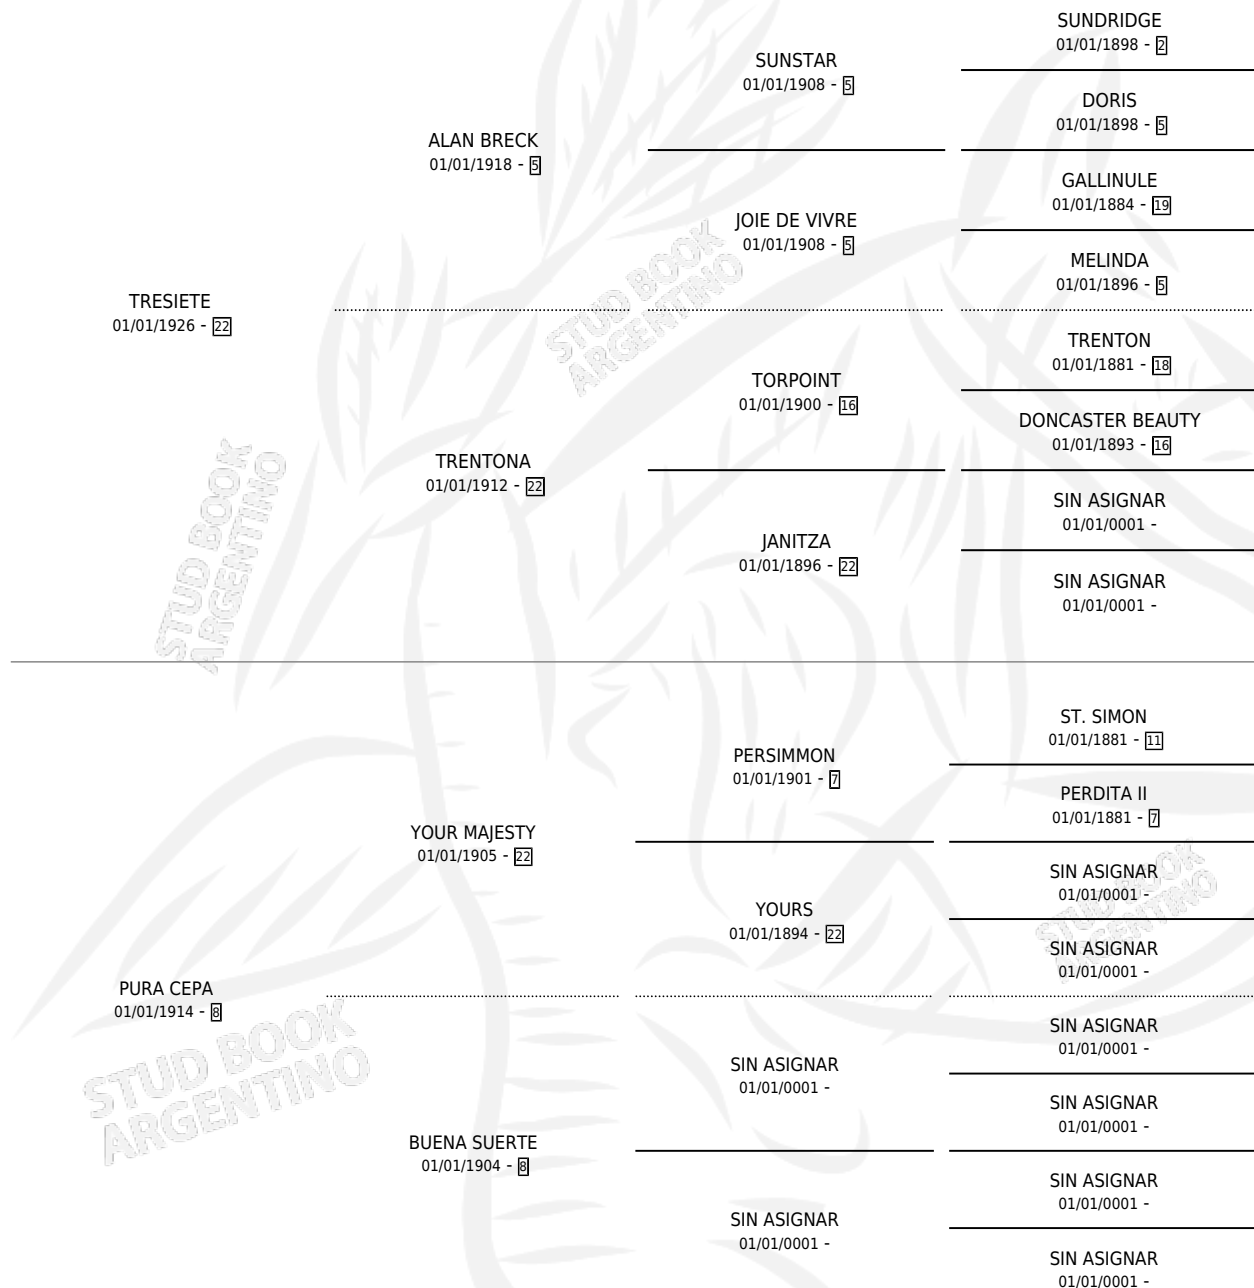 SUNDRIDGE
01/01/1898 - 2
SUNSTAR
01/01/1908 - 5
DORIS
01/01/1898 - 5
ALAN BRECK
01/01/1918 - 5
GALLINULE
01/01/1884 - 19
JOIE DE VIVRE
01/01/1908 - 5
MELINDA
01/01/1896 - 5
TRESIETE
01/01/1926 - 22
TRENTON
01/01/1881 - 18
TORPOINT
01/01/1900 - 16
DONCASTER BEAUTY
01/01/1893 - 16
TRENTONA
01/01/1912 - 22
SIN ASIGNAR
01/01/0001 -
JANITZA
01/01/1896 - 22
SIN ASIGNAR
01/01/0001 -
ST. SIMON
01/01/1881 - 11
PERSIMMON
01/01/1901 - 7
PERDITA II
01/01/1881 - 7
YOUR MAJESTY
01/01/1905 - 22
SIN ASIGNAR
01/01/0001 -
YOURS
01/01/1894 - 22
SIN ASIGNAR
01/01/0001 -
PURA CEPA
01/01/1914 - 8
SIN ASIGNAR
01/01/0001 -
SIN ASIGNAR
01/01/0001 -
SIN ASIGNAR
01/01/0001 -
BUENA SUERTE
01/01/1904 - 8
SIN ASIGNAR
01/01/0001 -
SIN ASIGNAR
01/01/0001 -
SIN ASIGNAR
01/01/0001 -
STUD BOOK
ARGENTINO
STUD BOOK
ARGENTINO
STUD BOOK
ARGENTINO
STUD BOOK
ARGENTINO